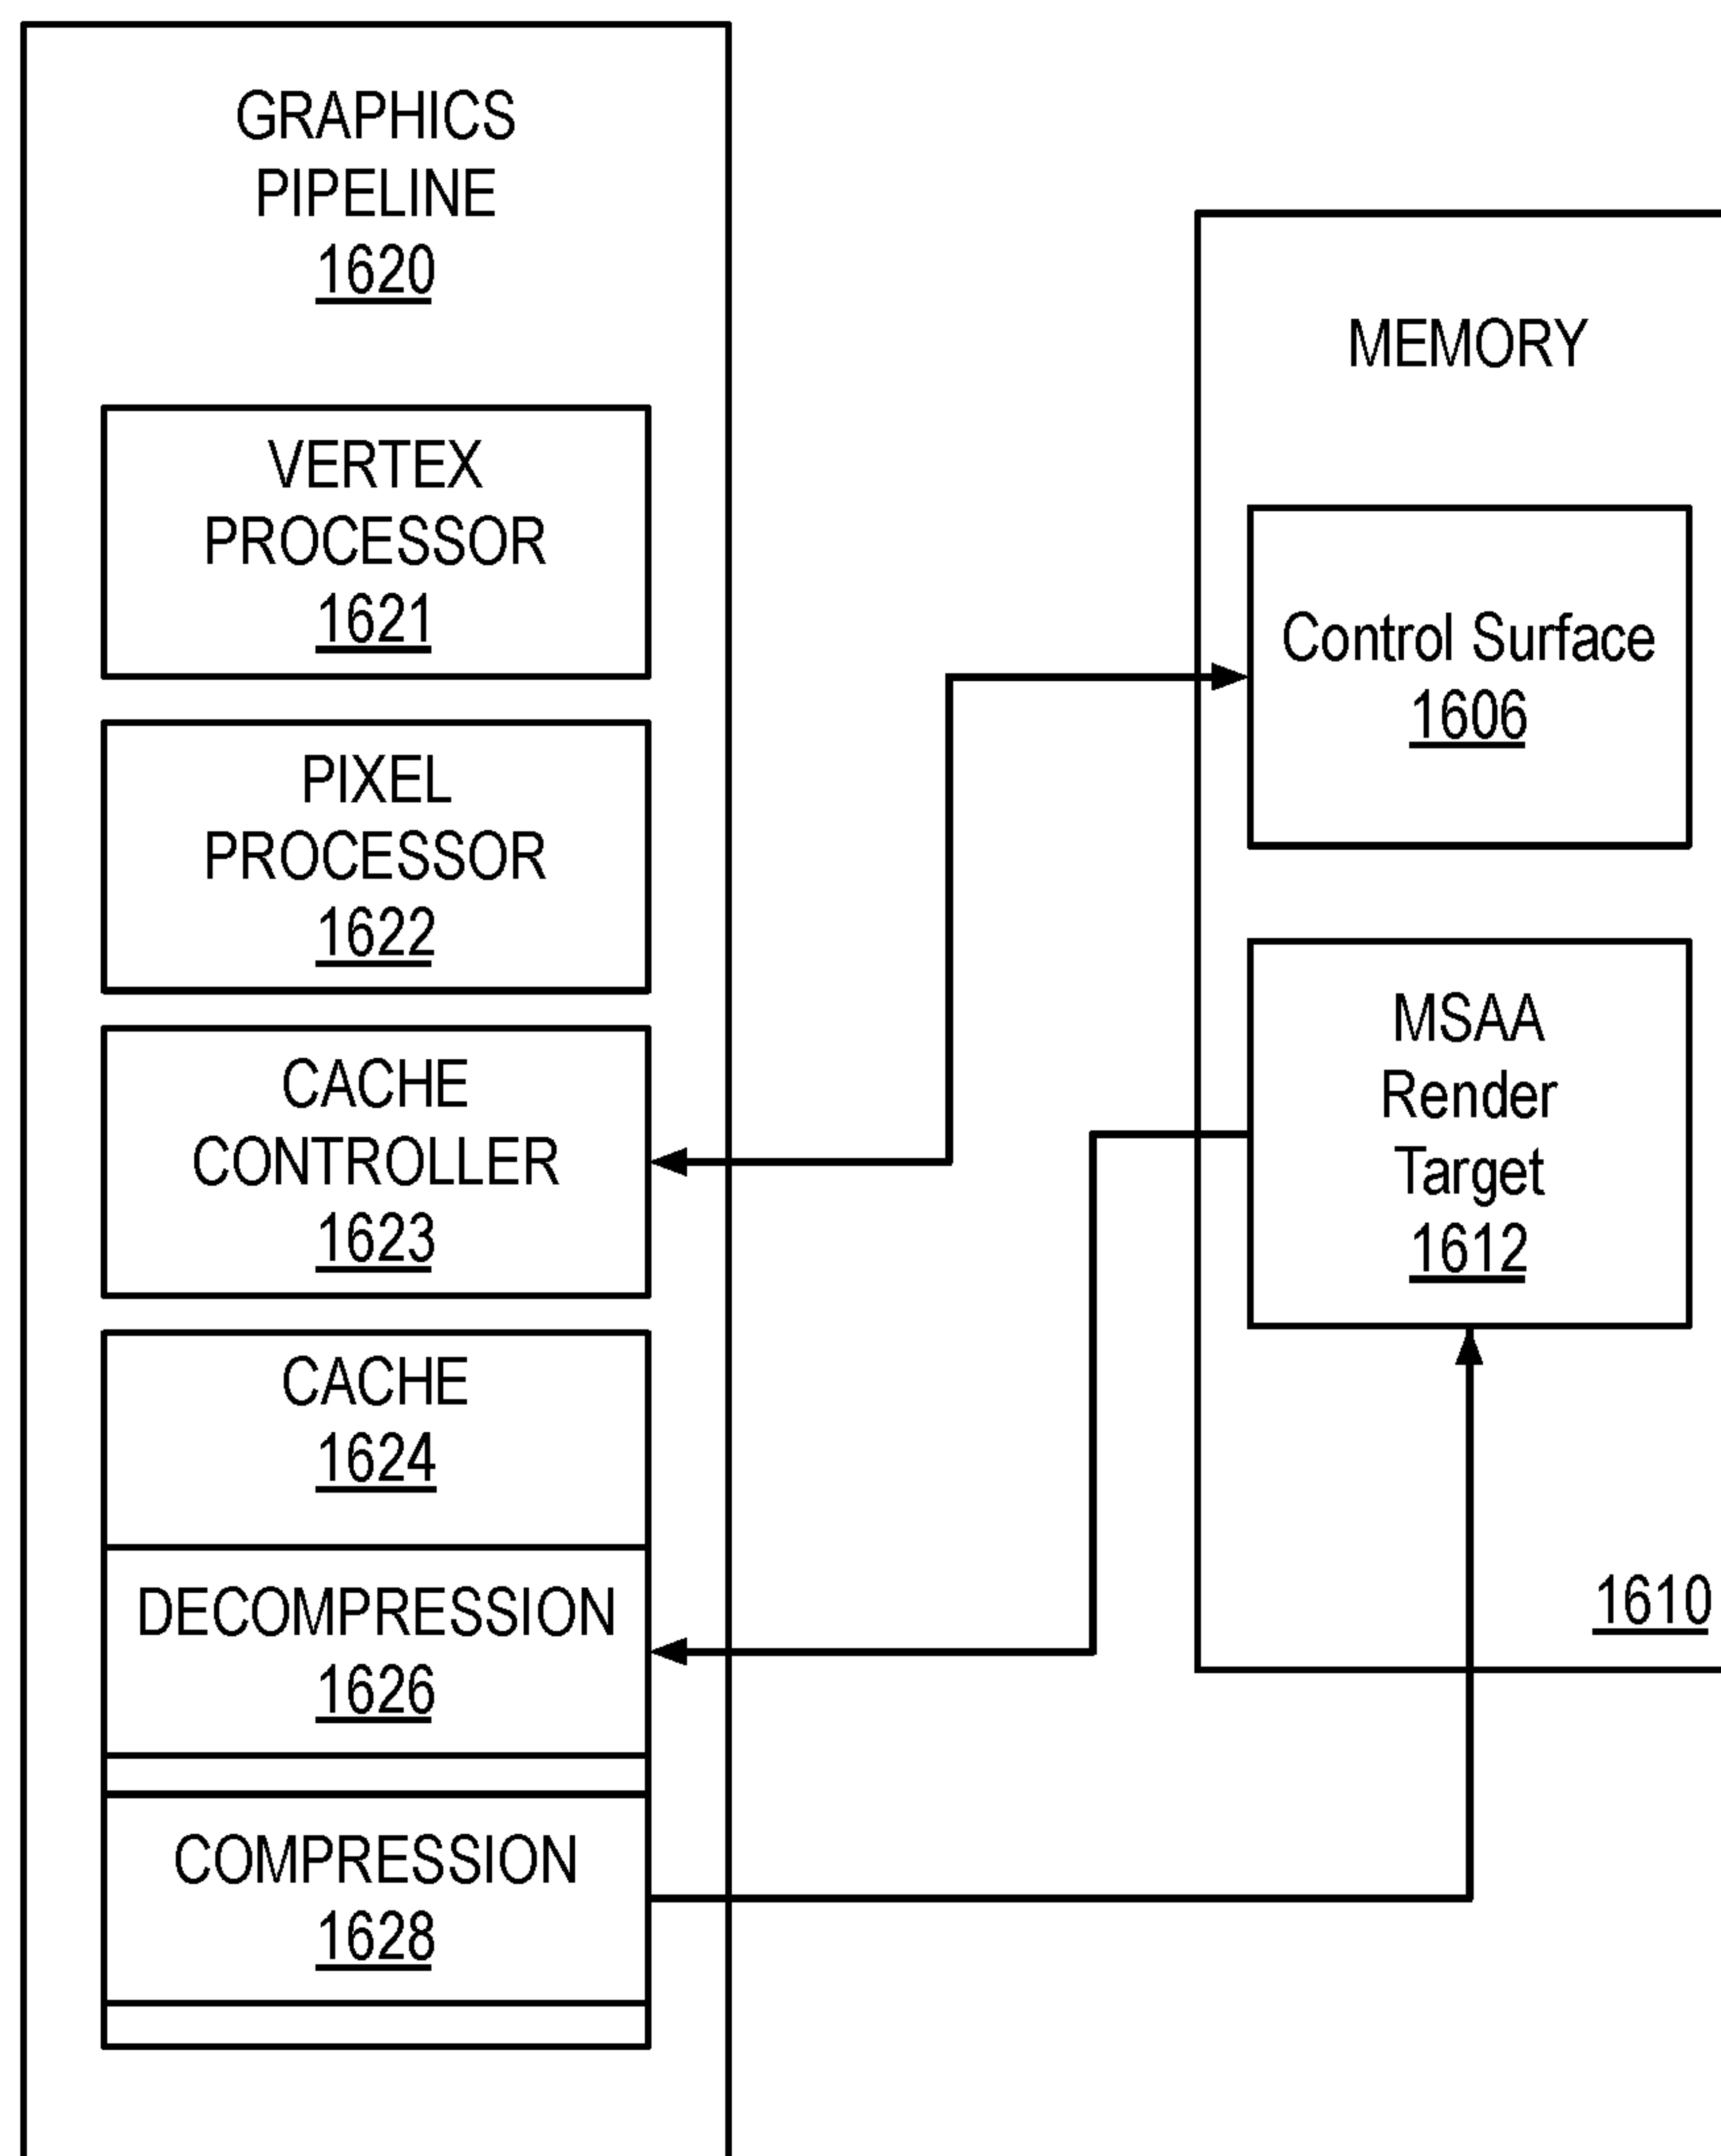 GRAPHICS
PIPELINE
1620
VERTEX
PROCESSOR
1621
PIXEL
PROCESSOR
1622
CACHE
CONTROLLER
1623
CACHE
1624
DECOMPRESSION
1626
COMPRESSION
1628
MEMORY
Control Surface
1606
MSAA
Render
Target
1612
1610